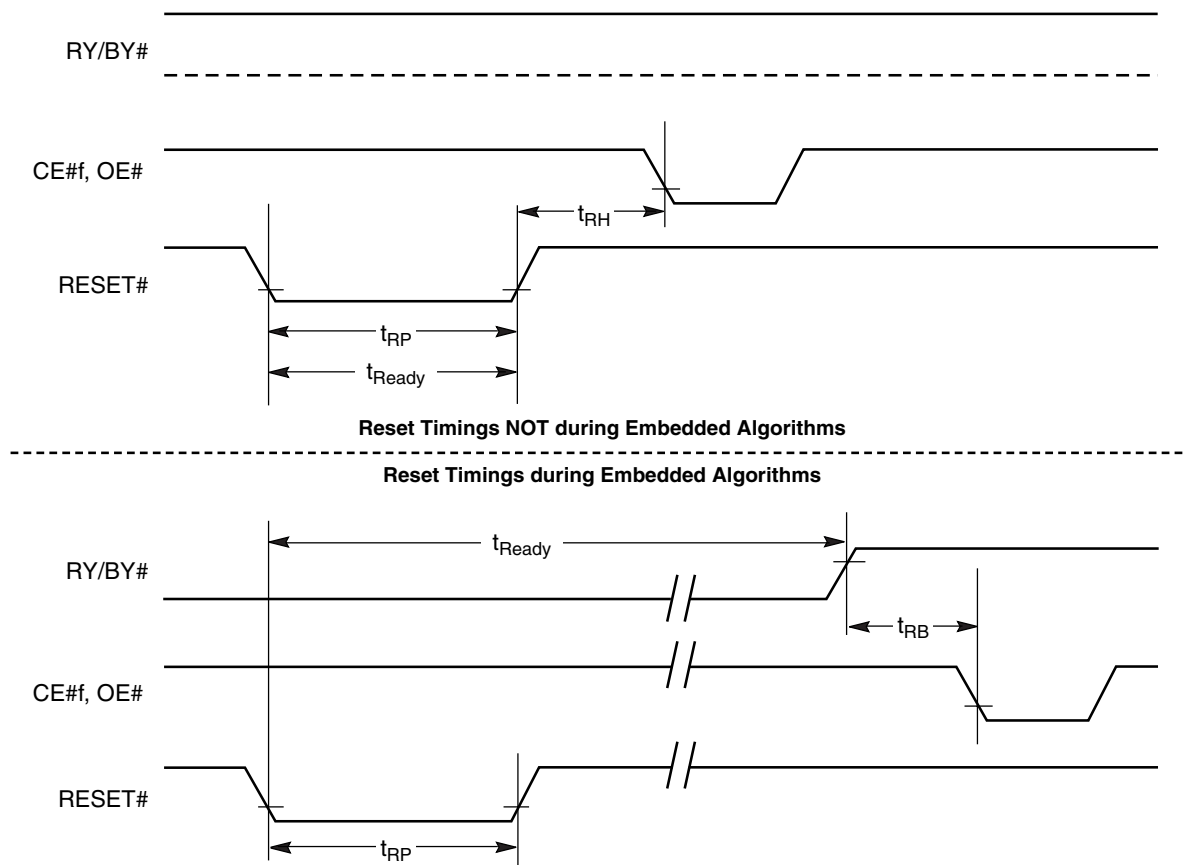 RY/BY#
CE#f, OE#
tRH
RESET#
tRP
tReady
Reset Timings NOT during Embedded Algorithms
Reset Timings during Embedded Algorithms
tReady
RY/BY#
tRB
CE#f, OE#
RESET#
tRP